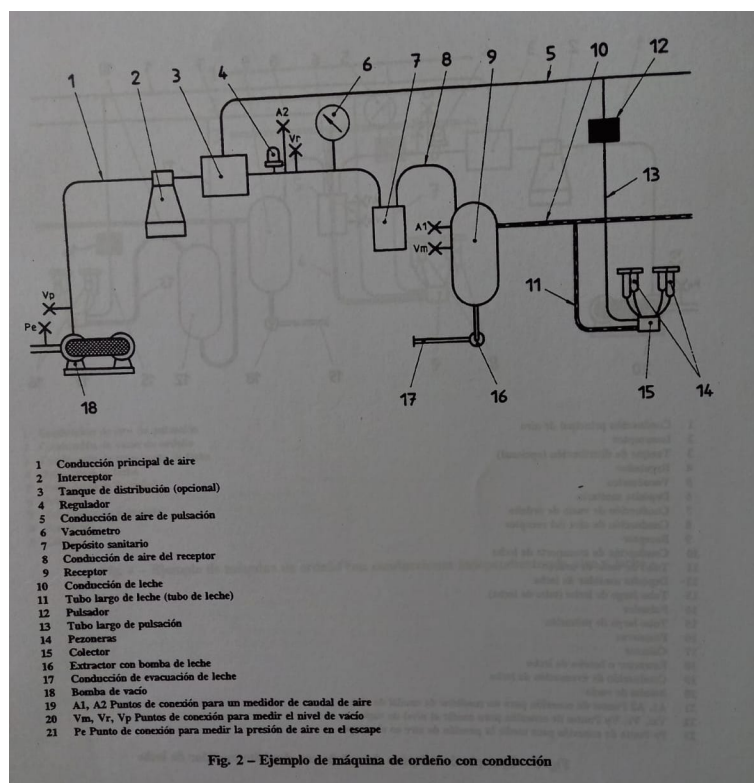 1 2 3 4 6 7 8 9 5 10 12
A2
Vr
13
A1
Vm
11
Vp
Pe
18 17 16 15 14
1 Conducción principal de aire
2 Interceptor
3 Tanque de distribución (opcional)
4 Regulador
5 Conducción de aire de pulsación
6 Vacuómetro
7 Depósito sanitario
8 Conducción de aire del receptor
9 Receptor
10 Conducción de leche
11 Tubo largo de leche (tubo de leche)
12 Pulsador
13 Tubo largo de pulsación
14 Pezoneras
15 Colector
16 Extractor con bomba de leche
17 Conducción de evacuación de leche
18 Bomba de vacío
19 A1, A2 Puntos de conexión para un medidor de caudal de aire
20 Vm, Vr, Vp Puntos de conexión para medir el nivel de vacío
21 Pe Punto de conexión para medir la presión de aire en el escape
Fig. 2 – Ejemplo de máquina de ordeño con conducción